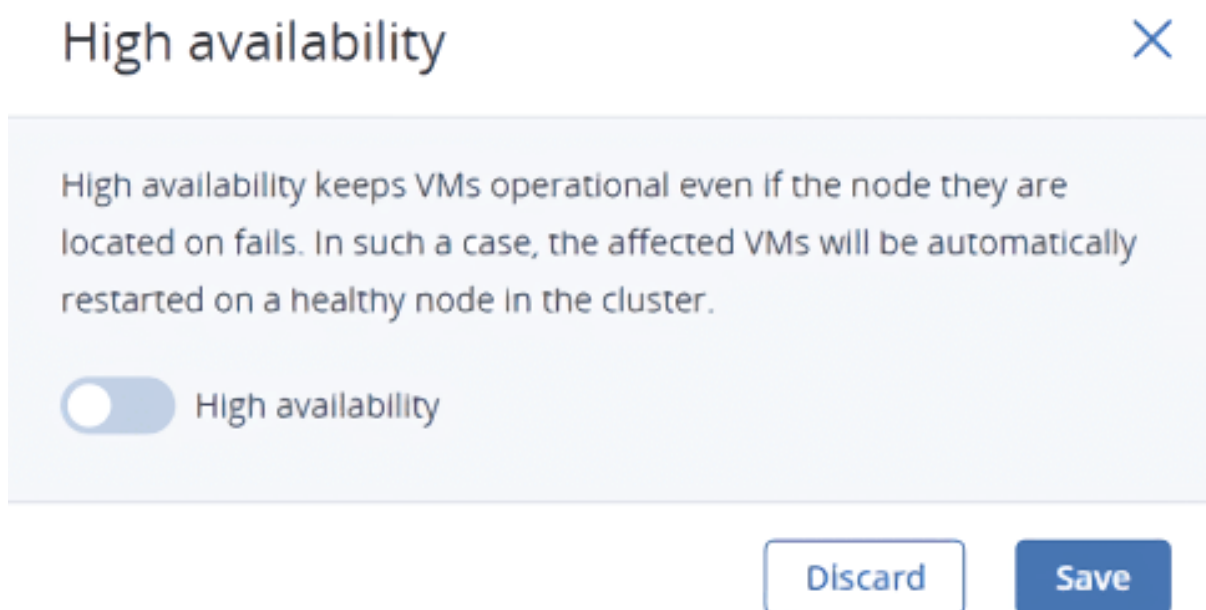 High availability
High availability keeps VMs operational even if the node they are
located on fails. In such a case, the affected VMs will be automatically
restarted on a healthy node in the cluster.
High availability
Discard
Save